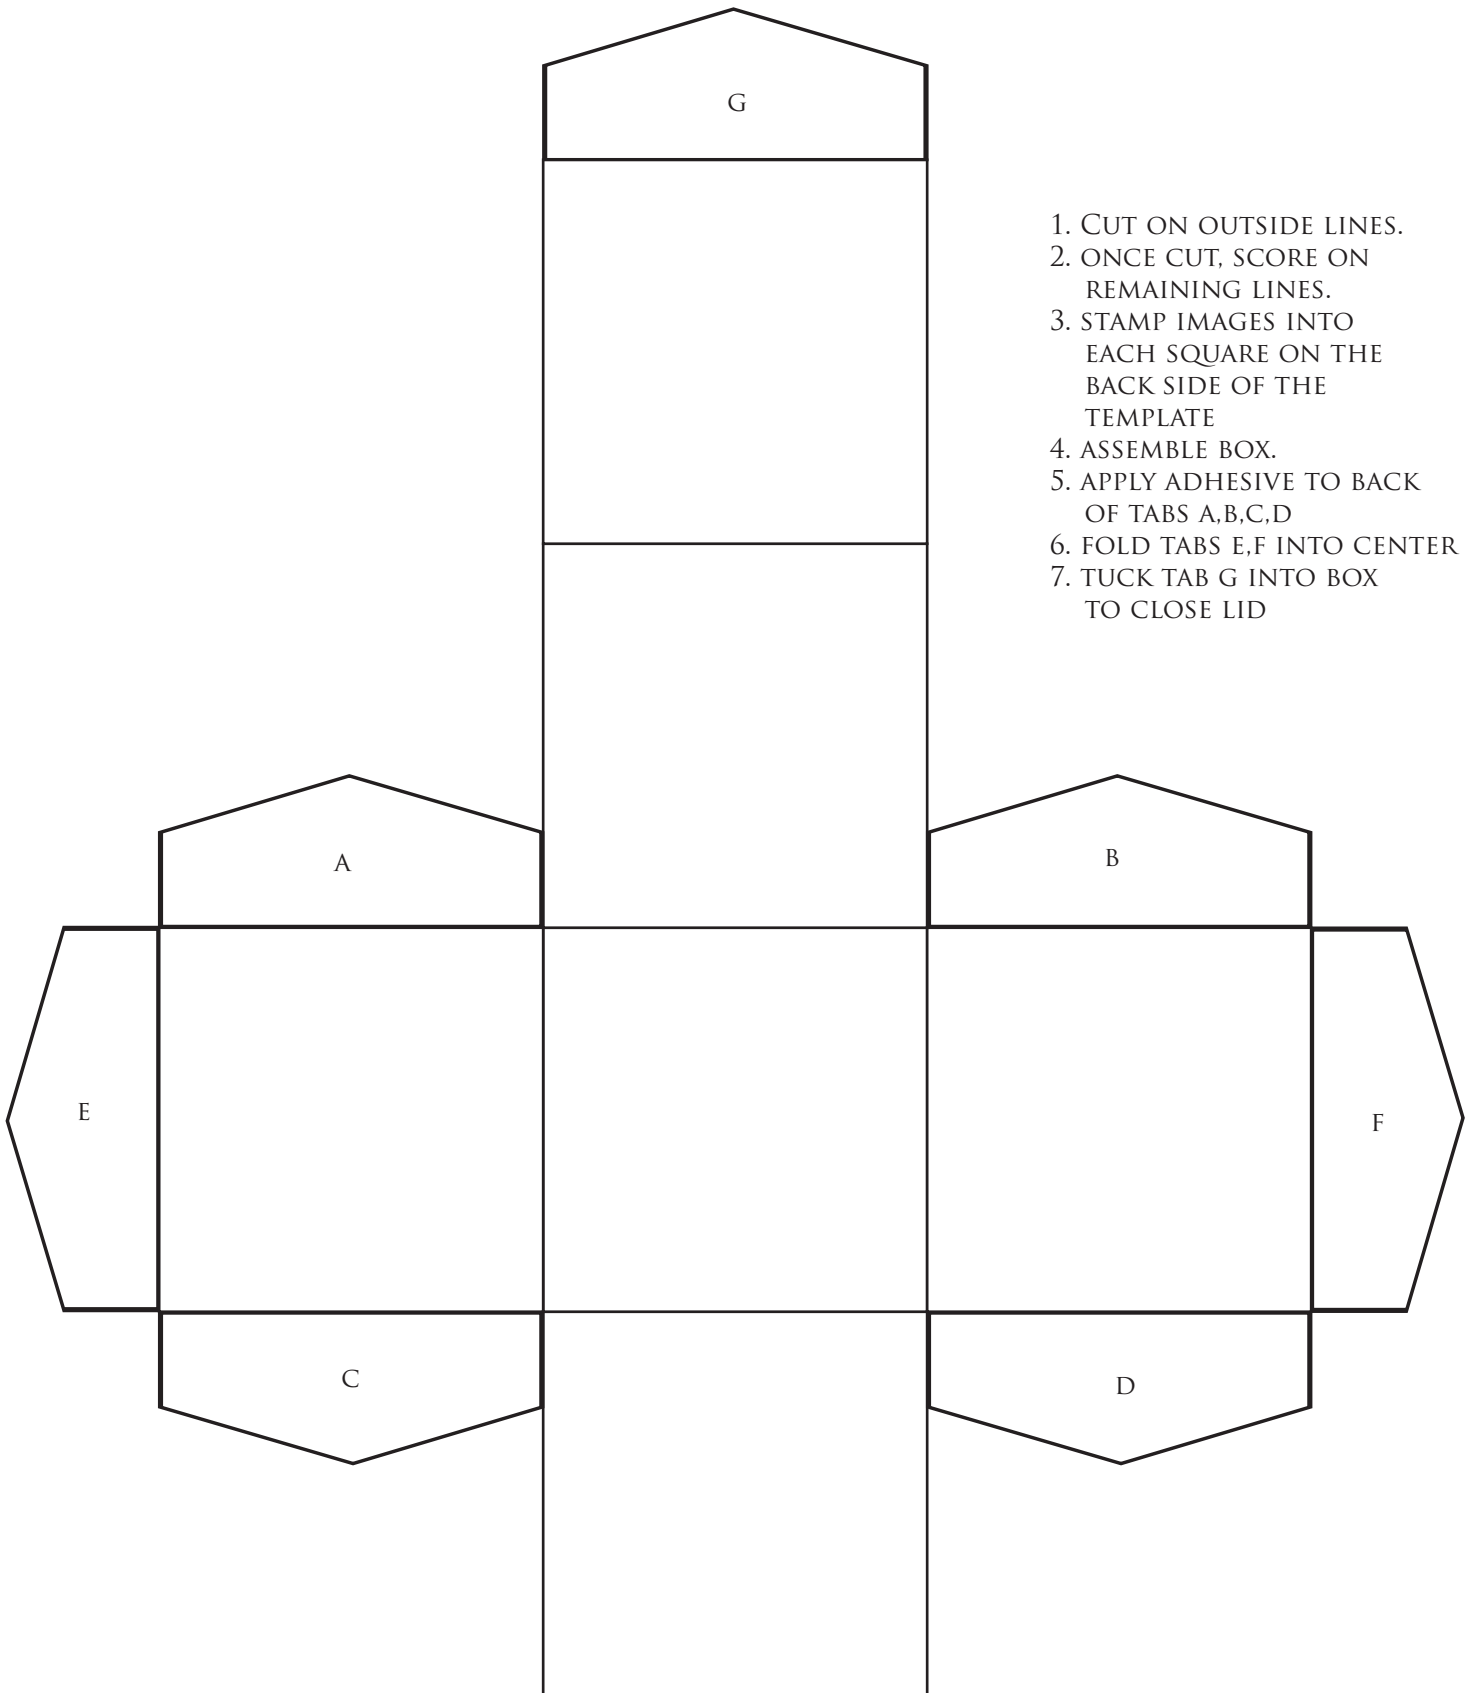 G
1. Cut on outside lines.
2. once cut, score on
remaining lines.
3. stamp images into
each square on the
back side of the
template
4. assemble box.
5. apply adhesive to back
of tabs A,B,C,D
6. fold tabs E,F into center
7. tuck tab G into box
to close lid
A
B
E
F
C
D